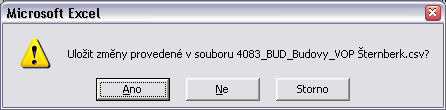 Microsoft Excel
Uložit změny provedené v souboru 4083_BUD_Budovy_VOP Šternberk.csv?
Ano
Ne
Storno